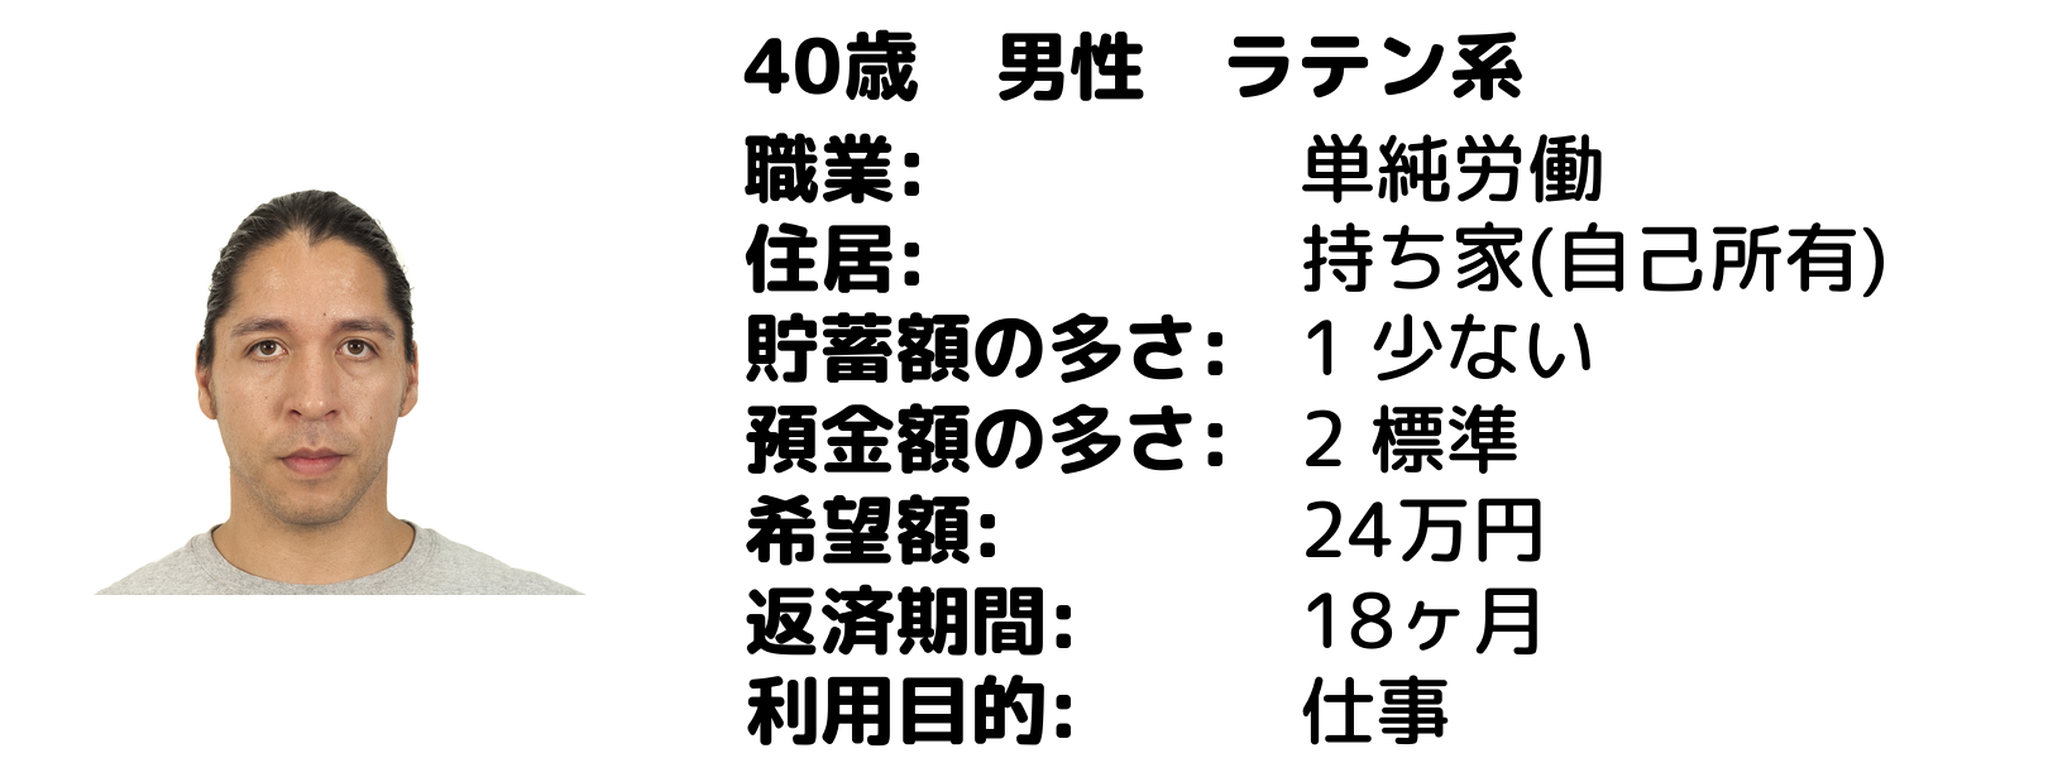 40歳　男性　ラテン系
職業: 単純労働
住居: 持ち家(自己所有)
貯蓄額の多さ: 1 少ない
預金額の多さ: 2 標準
希望額: 24万円
返済期間: 18ヶ月
利用目的: 仕事